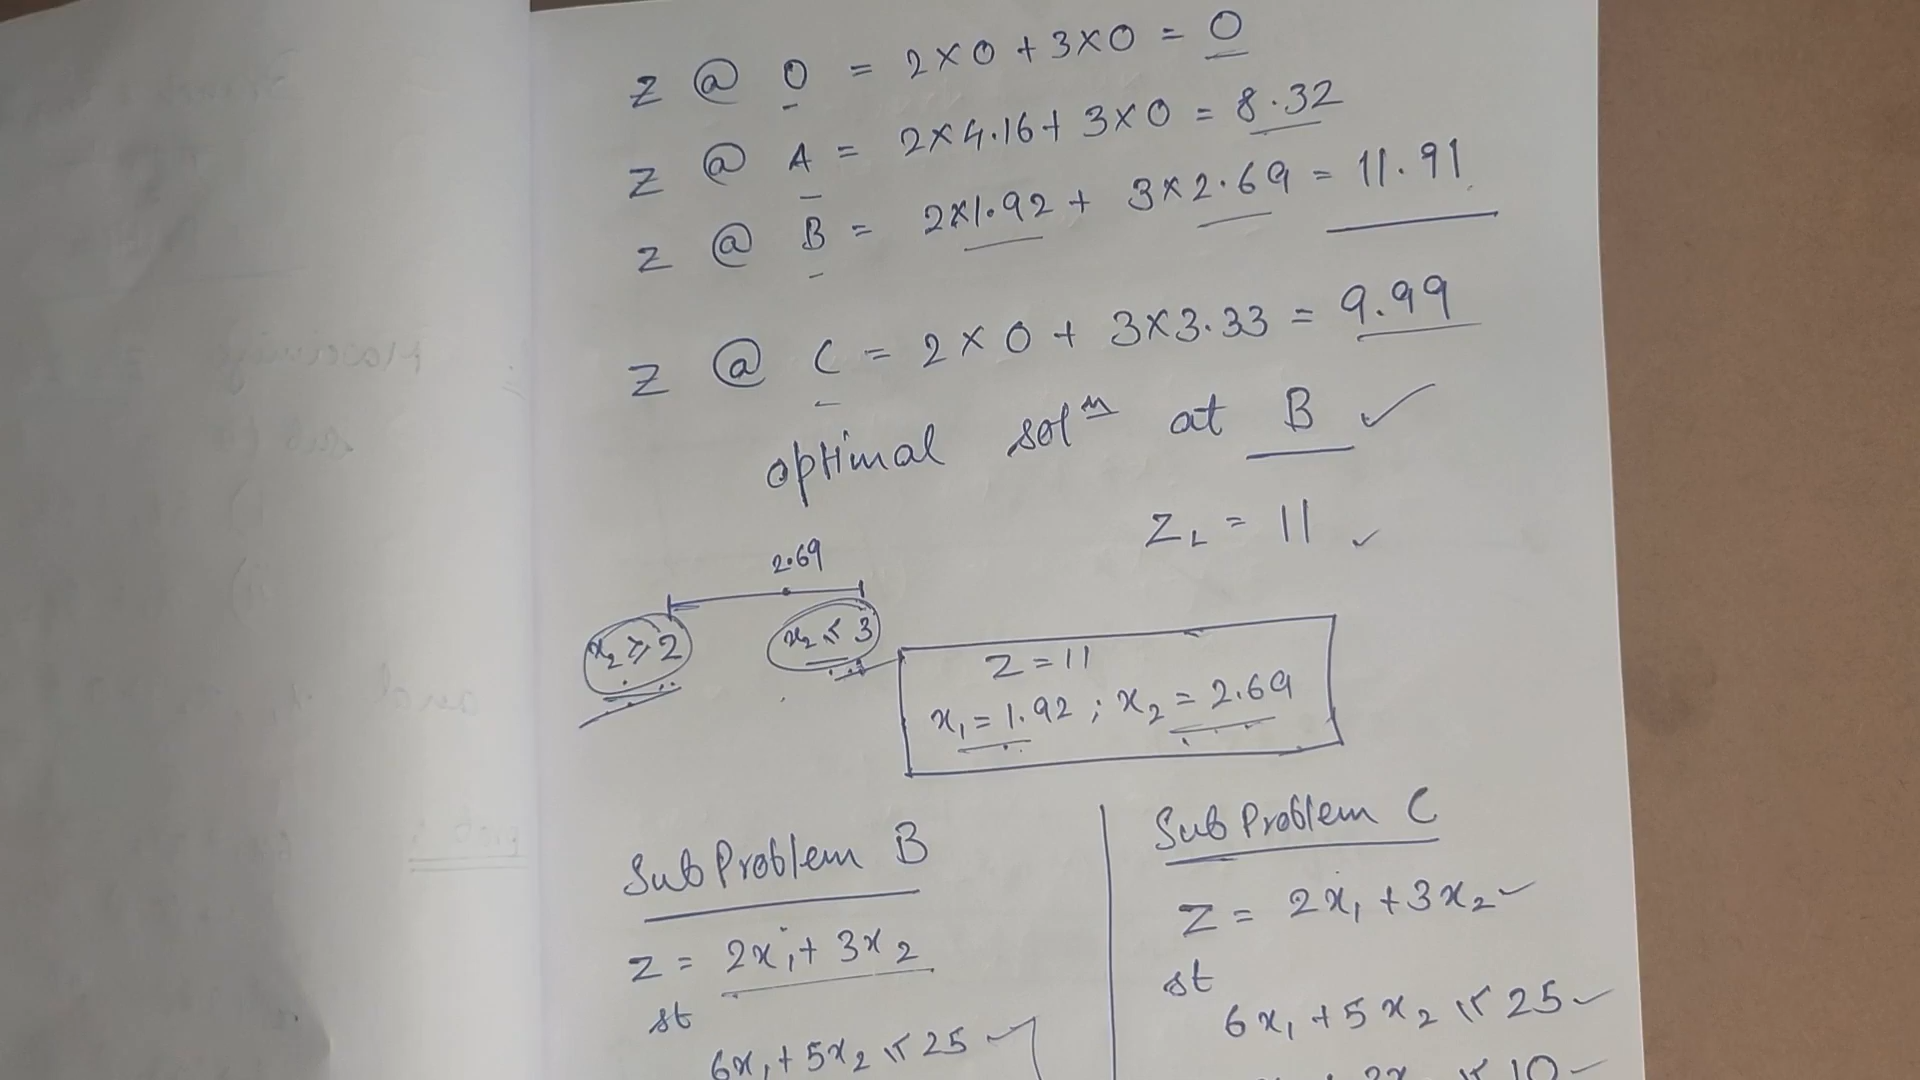 Z @ O = 2×0 + 3×0 = 0
Z @ A = 2×4.16 + 3×0 = 8.32
Z @ B = 2×1.92 + 3×2.69 = 11.91
Z @ C = 2×0 + 3×3.33 = 9.99
optimal solⁿ at B ✓
Z_L = 11 ✓
2.69
x₂ ≥ 2
x₂ ≤ 3
Z = 11
x₁ = 1.92 ; x₂ = 2.69
Sub Problem B
Z = 2x₁ + 3x₂
st
6x₁ + 5x₂ ≤ 25
Sub Problem C
Z = 2x₁ + 3x₂ ✓
st
6x₁ + 5x₂ ≤ 25 ✓
≤ 10